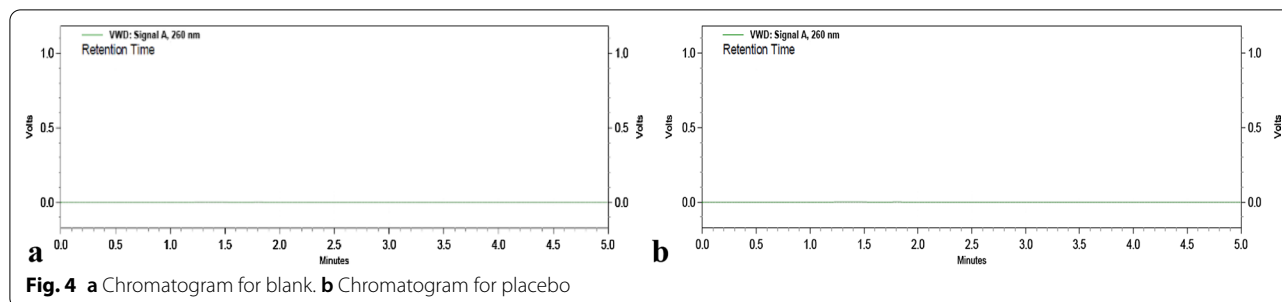 VWD: Signal A, 260 nm
Retention Time
1.0 1.0
0.5 0.5
Volts Volts
0.0 0.0
0.0 0.5 1.0 1.5 2.0 2.5 3.0 3.5 4.0 4.5 5.0
Minutes
a
VWD: Signal A, 260 nm
Retention Time
1.0 1.0
0.5 0.5
Volts Volts
0.0 0.0
0.0 0.5 1.0 1.5 2.0 2.5 3.0 3.5 4.0 4.5 5.0
Minutes
b
Fig. 4 a Chromatogram for blank. b Chromatogram for placebo